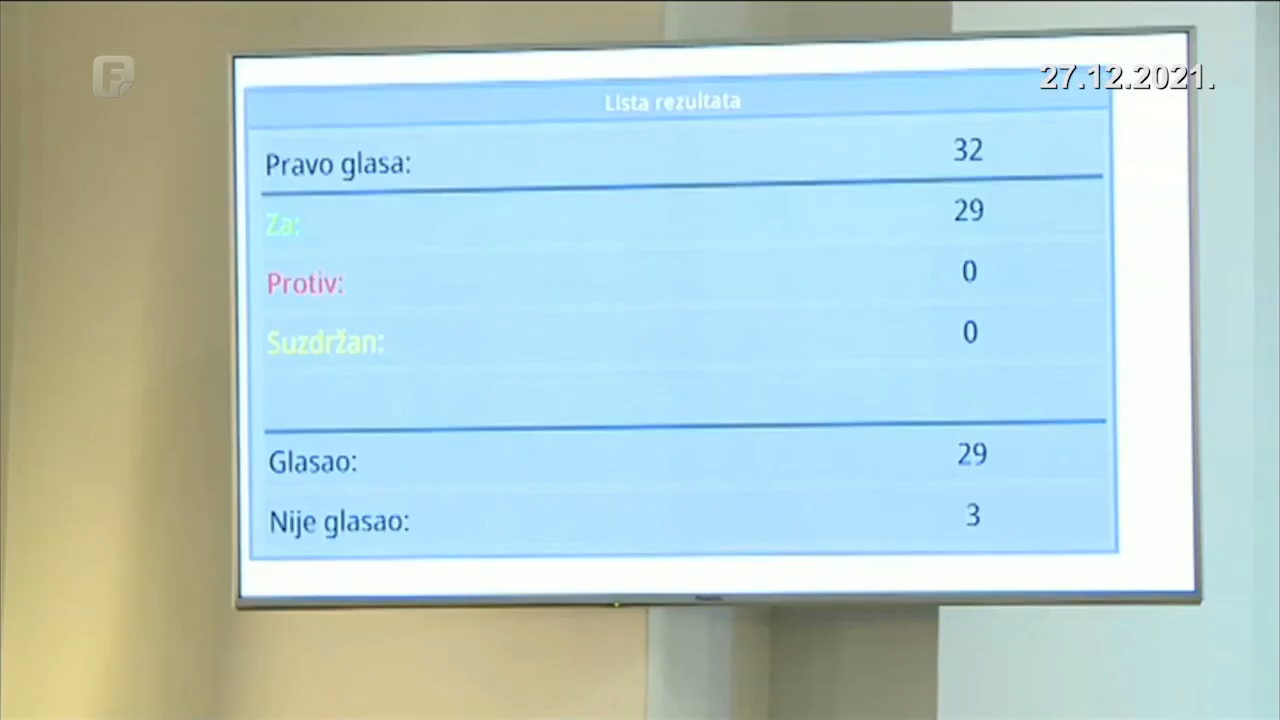 F
27.12.2021.
Lista rezultata
Pravo glasa: 32
Za: 29
Protiv: 0
Suzdržan: 0
Glasao: 29
Nije glasao: 3